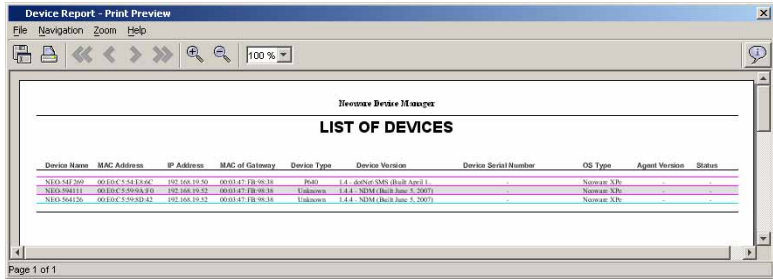 Device Report - Print Preview
File Navigation Zoom Help
100 %
Neoware Device Manager
LIST OF DEVICES
Device Name MAC Address IP Address MAC of Gateway Device Type Device Version Device Serial Number OS Type Agent Version Status
NEO-54F269 00:E0:C5:54:E8:6C 192.168.19.50 00:03:47:FB:98:38 P640 1.4 - dotNet SMS (Built April 1.. - Neoware XPe - -
NEO-594111 00:E0:C5:59:9A:F0 192.168.19.52 00:03:47:FB:98:38 Unknown 1.4.4 - NDM (Built June 5, 2007) - Neoware XPe - -
NEO-564126 00:E0:C5:59:8D:42 192.168.19.52 00:03:47:FB:98:38 Unknown 1.4.4 - NDM (Built June 5, 2007) - Neoware XPe - -
Page 1 of 1